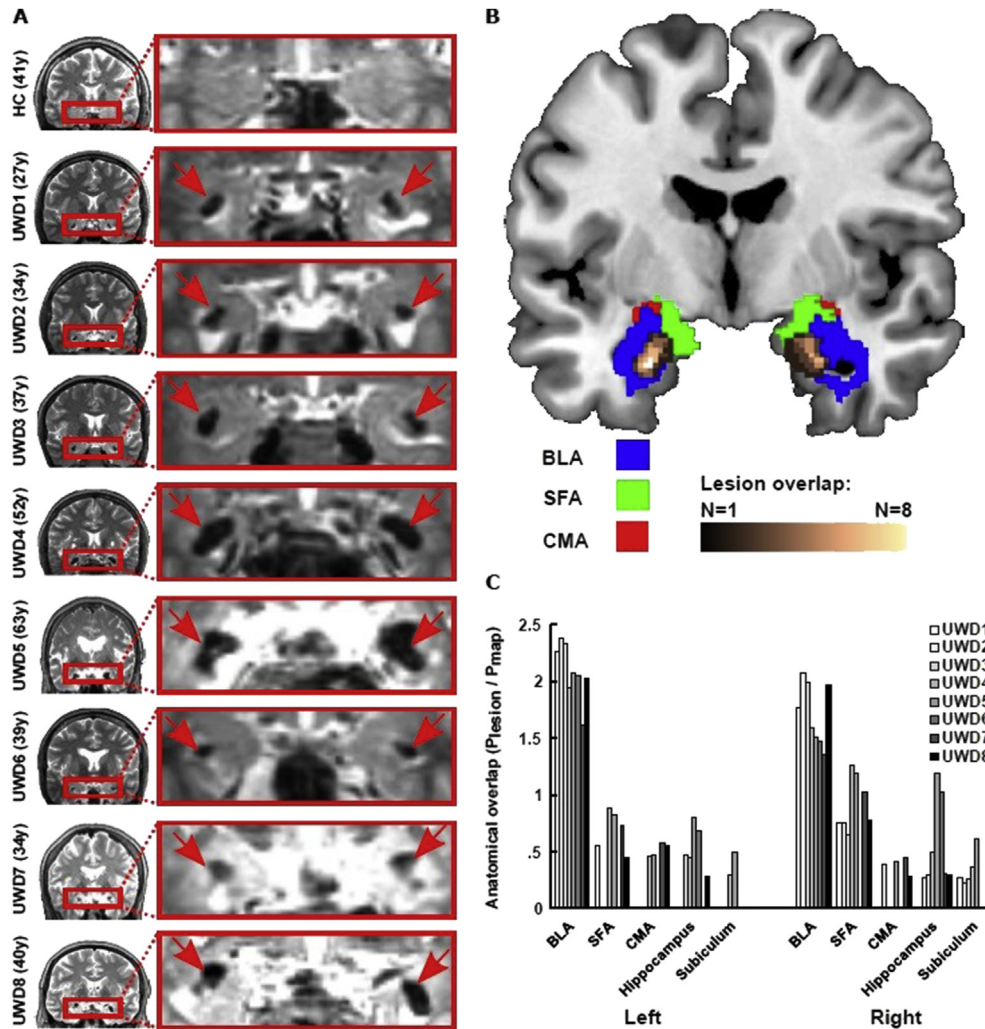 A
HC (41y)
UWD1 (27y)
UWD2 (34y)
UWD3 (37y)
UWD4 (52y)
UWD5 (63y)
UWD6 (39y)
UWD7 (34y)
UWD8 (40y)
B
BLA
SFA
CMA
Lesion overlap:
N=1 N=8
C
Anatomical overlap (Plesion / Pmap)
2.5
2
1.5
1
.5
0
UWD1
UWD2
UWD3
UWD4
UWD5
UWD6
UWD7
UWD8
BLA
SFA
CMA
Hippocampus
Subiculum
BLA
SFA
CMA
Hippocampus
Subiculum
Left Right